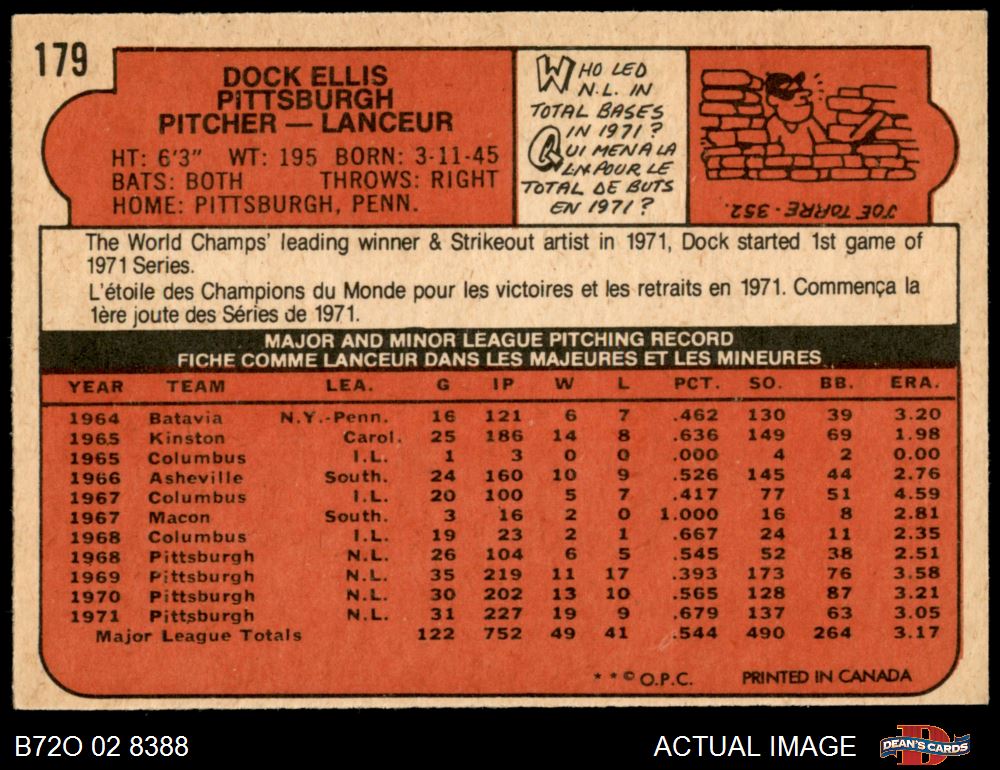 179
DOCK ELLIS
PITTSBURGH
PITCHER — LANCEUR
HT: 6'3" WT: 195 BORN: 3-11-45
BATS: BOTH THROWS: RIGHT
HOME: PITTSBURGH, PENN.
WHO LED
N.L. IN
TOTAL BASES
IN 1971?
QUI MENA LA
LN POUR LE
TOTAL DE BUTS
EN 1971?
JOE TORRE - 352.
The World Champs' leading winner & Strikeout artist in 1971, Dock started 1st game of
1971 Series.
L'étoile des Champions du Monde pour les victoires et les retraits en 1971. Commença la
1ère joute des Séries de 1971.
MAJOR AND MINOR LEAGUE PITCHING RECORD
FICHE COMME LANCEUR DANS LES MAJEURES ET LES MINEURES
YEAR TEAM LEA. G IP W L PCT. SO. BB. ERA.
1964 Batavia N.Y.-Penn. 16 121 6 7 .462 130 39 3.20
1965 Kinston Carol. 25 186 14 8 .636 149 69 1.98
1965 Columbus I.L. 1 3 0 0 .000 4 2 0.00
1966 Asheville South. 24 160 10 9 .526 145 44 2.76
1967 Columbus I.L. 20 100 5 7 .417 77 51 4.59
1967 Macon South. 3 16 2 0 1.000 16 8 2.81
1968 Columbus I.L. 19 23 2 1 .667 24 11 2.35
1968 Pittsburgh N.L. 26 104 6 5 .545 52 38 2.51
1969 Pittsburgh N.L. 35 219 11 17 .393 173 76 3.58
1970 Pittsburgh N.L. 30 202 13 10 .565 128 87 3.21
1971 Pittsburgh N.L. 31 227 19 9 .679 137 63 3.05
Major League Totals 122 752 49 41 .544 490 264 3.17
* * © O.P.C. PRINTED IN CANADA
B72O 02 8388 ACTUAL IMAGE DEAN'S CARDS